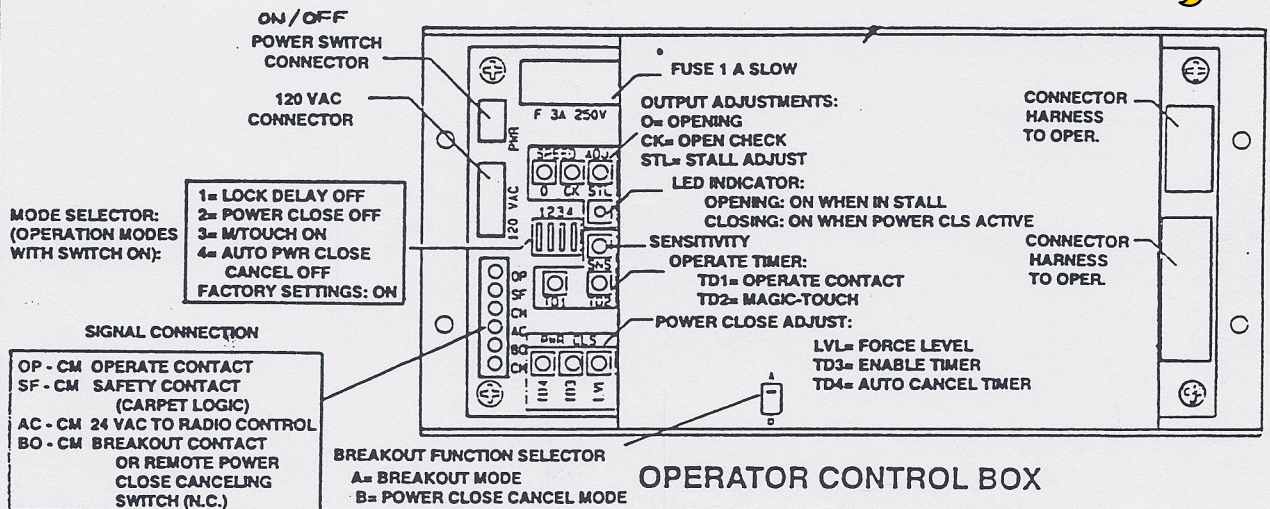 ON/OFF
POWER SWITCH
CONNECTOR
120 VAC
CONNECTOR
MODE SELECTOR:
(OPERATION MODES
WITH SWITCH ON):
1= LOCK DELAY OFF
2= POWER CLOSE OFF
3= M/TOUCH ON
4= AUTO PWR CLOSE
CANCEL OFF
FACTORY SETTINGS: ON
SIGNAL CONNECTION
OP - CM OPERATE CONTACT
SF - CM SAFETY CONTACT
(CARPET LOGIC)
AC - CM 24 VAC TO RADIO CONTROL
BO - CM BREAKOUT CONTACT
OR REMOTE POWER
CLOSE CANCELING
SWITCH (N.C.)
F 3A 250V
PWR
120 VAC
SPEED ADJ
O CK STL
1234
SNS
TD1 TD2
OP
SF
CM
AC
BO
CM
PWR CLS
TD4 TD3 LVL
FUSE 1 A SLOW
OUTPUT ADJUSTMENTS:
O= OPENING
CK= OPEN CHECK
STL= STALL ADJUST
LED INDICATOR:
OPENING: ON WHEN IN STALL
CLOSING: ON WHEN POWER CLS ACTIVE
SENSITIVITY
OPERATE TIMER:
TD1= OPERATE CONTACT
TD2= MAGIC-TOUCH
POWER CLOSE ADJUST:
LVL= FORCE LEVEL
TD3= ENABLE TIMER
TD4= AUTO CANCEL TIMER
CONNECTOR
HARNESS
TO OPER.
CONNECTOR
HARNESS
TO OPER.
A
B
BREAKOUT FUNCTION SELECTOR
A= BREAKOUT MODE
B= POWER CLOSE CANCEL MODE
OPERATOR CONTROL BOX